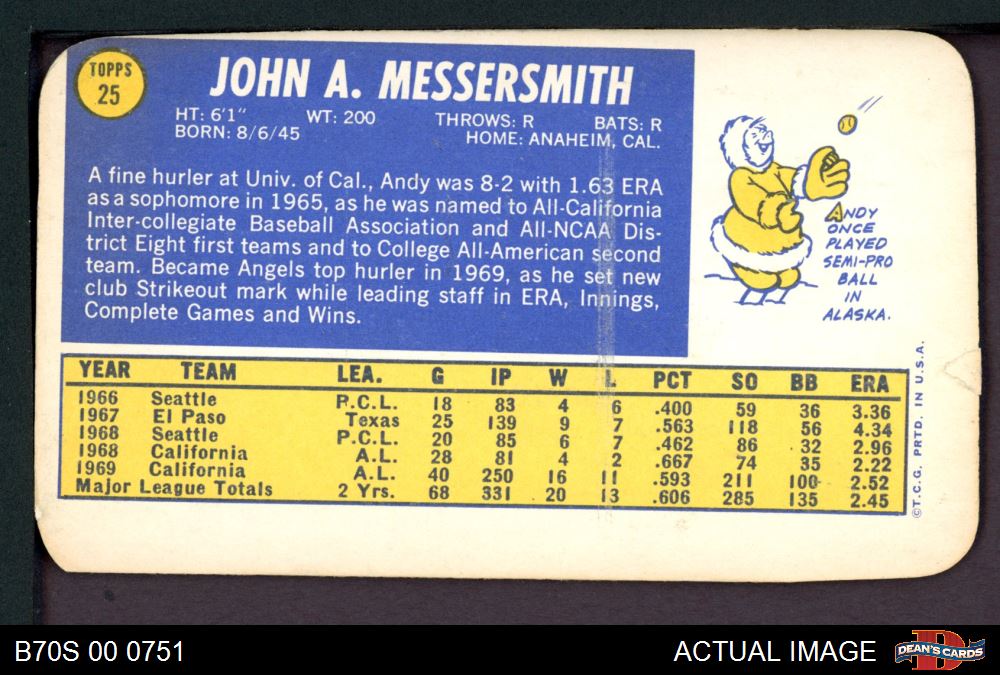 TOPPS
25
JOHN A. MESSERSMITH
HT: 6'1" WT: 200 THROWS: R BATS: R
BORN: 8/6/45 HOME: ANAHEIM, CAL.
A fine hurler at Univ. of Cal., Andy was 8-2 with 1.63 ERA
as a sophomore in 1965, as he was named to All-California
Inter-collegiate Baseball Association and All-NCAA Dis-
trict Eight first teams and to College All-American second
team. Became Angels top hurler in 1969, as he set new
club Strikeout mark while leading staff in ERA, Innings,
Complete Games and Wins.
ANDY
ONCE
PLAYED
SEMI-PRO
BALL
IN
ALASKA.
YEAR TEAM LEA. G IP W L PCT SO BB ERA
1966 Seattle P.C.L. 18 83 4 6 .400 59 36 3.36
1967 El Paso Texas 25 139 9 7 .563 118 56 4.34
1968 Seattle P.C.L. 20 85 6 7 .462 86 32 2.96
1968 California A.L. 28 81 4 2 .667 74 35 2.22
1969 California A.L. 40 250 16 11 .593 211 100 2.52
Major League Totals 2 Yrs. 68 331 20 13 .606 285 135 2.45
©T.C.G. PRTD. IN U.S.A.
B70S 00 0751
ACTUAL IMAGE
D
DEAN'S CARDS